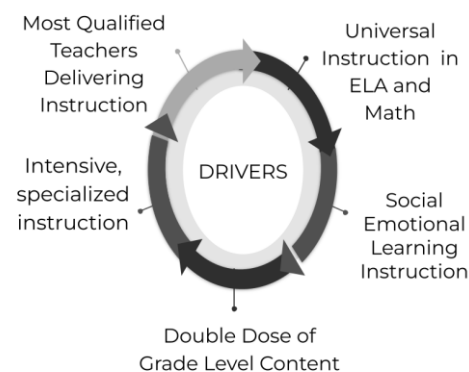 Most Qualified
Teachers
Delivering
Instruction
Universal
Instruction in
ELA and
Math
DRIVERS
Intensive,
specialized
instruction
Social
Emotional
Learning
Instruction
Double Dose of
Grade Level Content